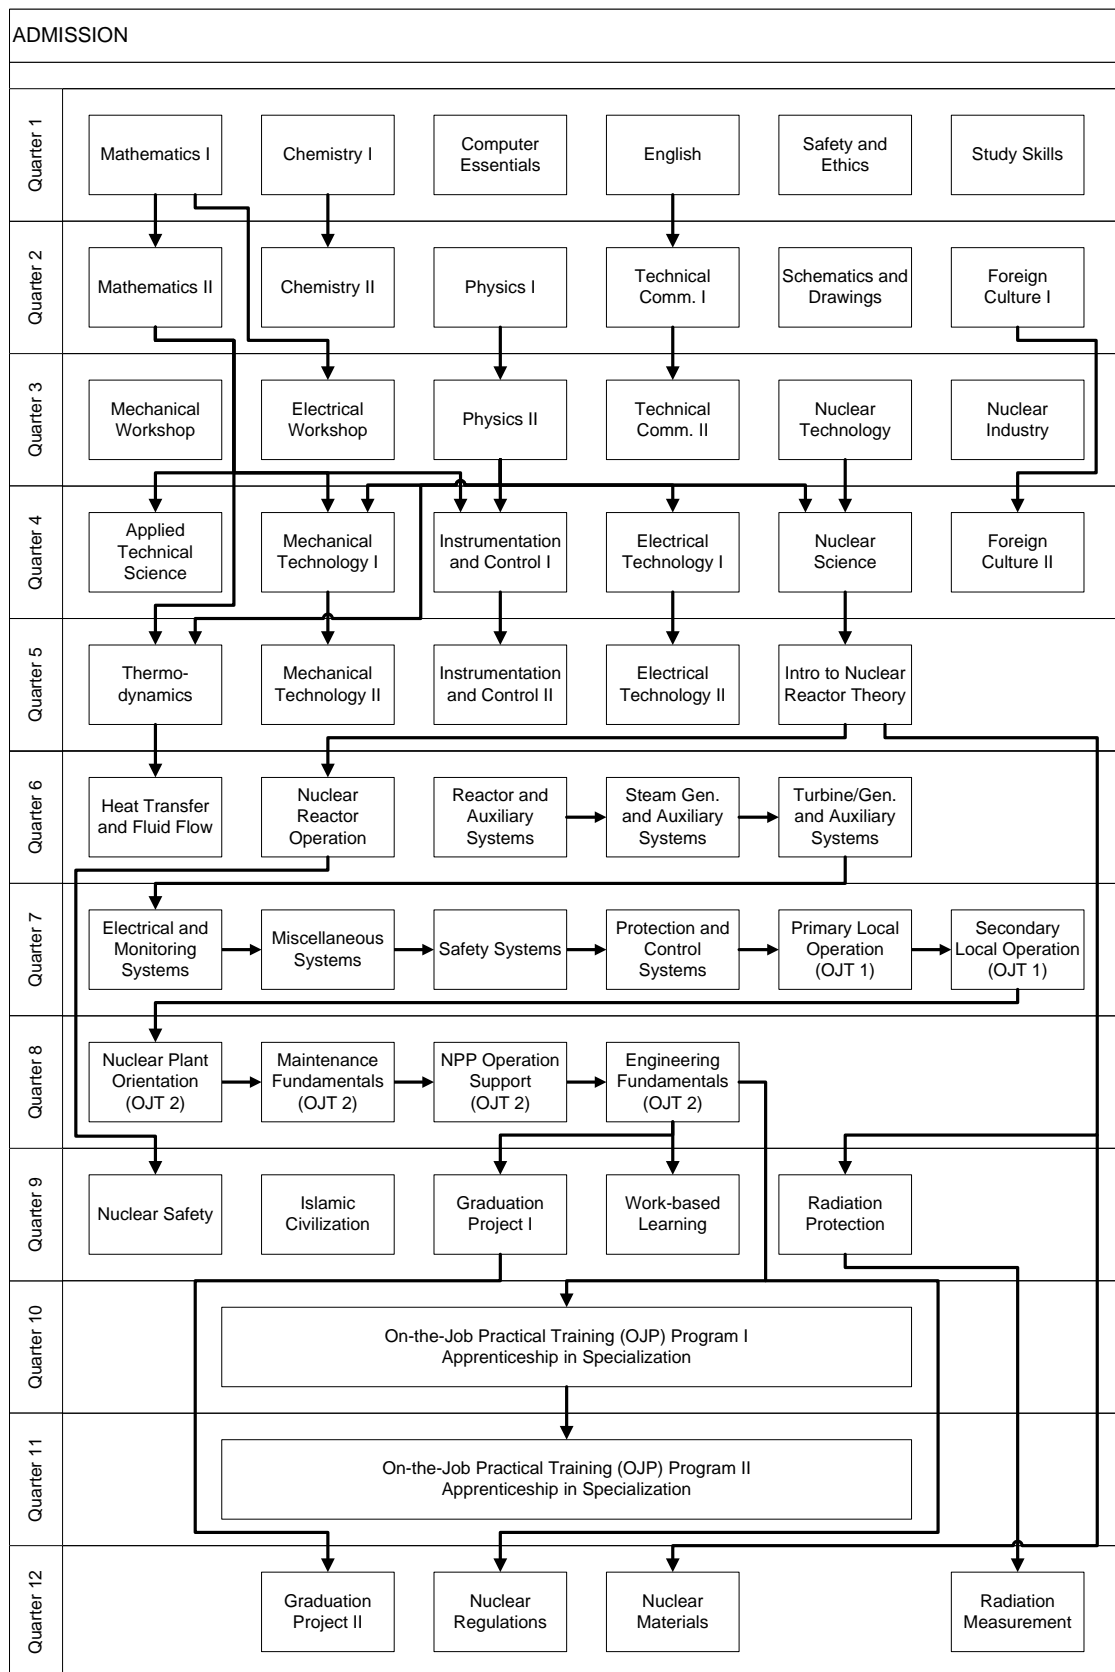 ADMISSION
Quarter 1
Mathematics I
Chemistry I
Computer
Essentials
English
Safety and
Ethics
Study Skills
Quarter 2
Mathematics II
Chemistry II
Physics I
Technical
Comm. I
Schematics and
Drawings
Foreign
Culture I
Quarter 3
Mechanical
Workshop
Electrical
Workshop
Physics II
Technical
Comm. II
Nuclear
Technology
Nuclear
Industry
Quarter 4
Applied
Technical
Science
Mechanical
Technology I
Instrumentation
and Control I
Electrical
Technology I
Nuclear
Science
Foreign
Culture II
Quarter 5
Thermo-
dynamics
Mechanical
Technology II
Instrumentation
and Control II
Electrical
Technology II
Intro to Nuclear
Reactor Theory
Quarter 6
Heat Transfer
and Fluid Flow
Nuclear
Reactor
Operation
Reactor and
Auxiliary
Systems
Steam Gen.
and Auxiliary
Systems
Turbine/Gen.
and Auxiliary
Systems
Quarter 7
Electrical and
Monitoring
Systems
Miscellaneous
Systems
Safety Systems
Protection and
Control
Systems
Primary Local
Operation
(OJT 1)
Secondary
Local Operation
(OJT 1)
Quarter 8
Nuclear Plant
Orientation
(OJT 2)
Maintenance
Fundamentals
(OJT 2)
NPP Operation
Support
(OJT 2)
Engineering
Fundamentals
(OJT 2)
Quarter 9
Nuclear Safety
Islamic
Civilization
Graduation
Project I
Work-based
Learning
Radiation
Protection
Quarter 10
On-the-Job Practical Training (OJP) Program I
Apprenticeship in Specialization
Quarter 11
On-the-Job Practical Training (OJP) Program II
Apprenticeship in Specialization
Quarter 12
Graduation
Project II
Nuclear
Regulations
Nuclear
Materials
Radiation
Measurement